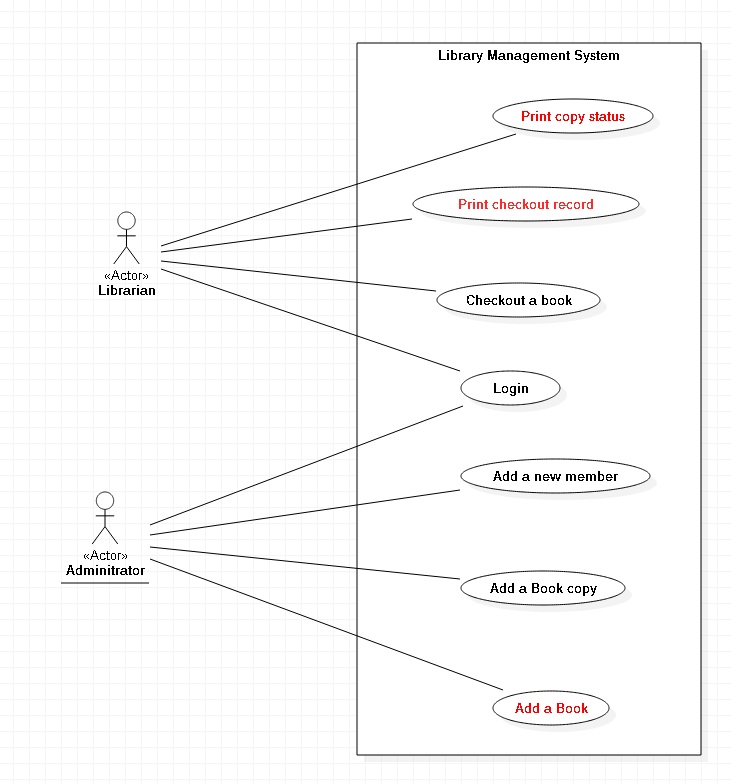 Library Management System
Print copy status
Print checkout record
«Actor»
Librarian
Checkout a book
Login
Add a new member
«Actor»
Adminitrator
Add a Book copy
Add a Book